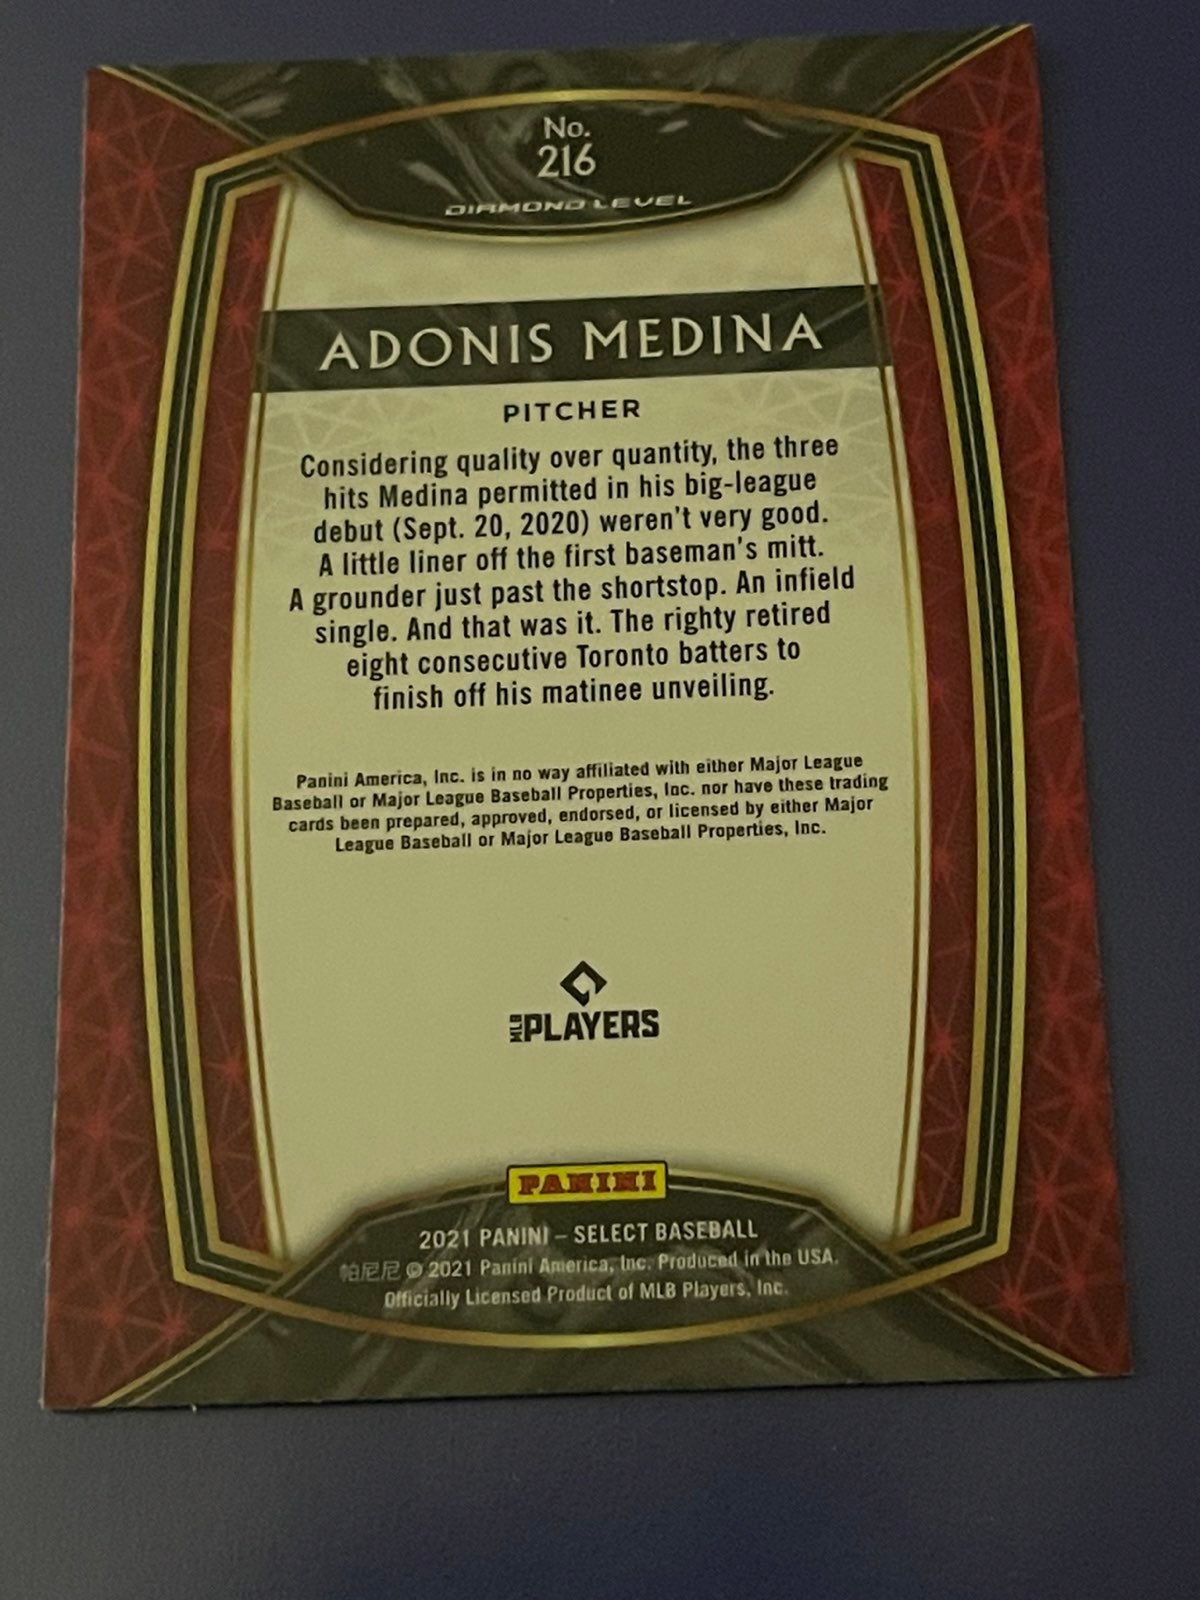 No.
216
DIAMOND LEVEL
ADONIS MEDINA
PITCHER
Considering quality over quantity, the three
hits Medina permitted in his big-league
debut (Sept. 20, 2020) weren't very good.
A little liner off the first baseman's mitt.
A grounder just past the shortstop. An infield
single. And that was it. The righty retired
eight consecutive Toronto batters to
finish off his matinee unveiling.
Panini America, Inc. is in no way affiliated with either Major League
Baseball or Major League Baseball Properties, Inc. nor have these trading
cards been prepared, approved, endorsed, or licensed by either Major
League Baseball or Major League Baseball Properties, Inc.
MLB PLAYERS
PANINI
2021 PANINI – SELECT BASEBALL
帕尼尼 © 2021 Panini America, Inc. Produced in the USA.
Officially Licensed Product of MLB Players, Inc.